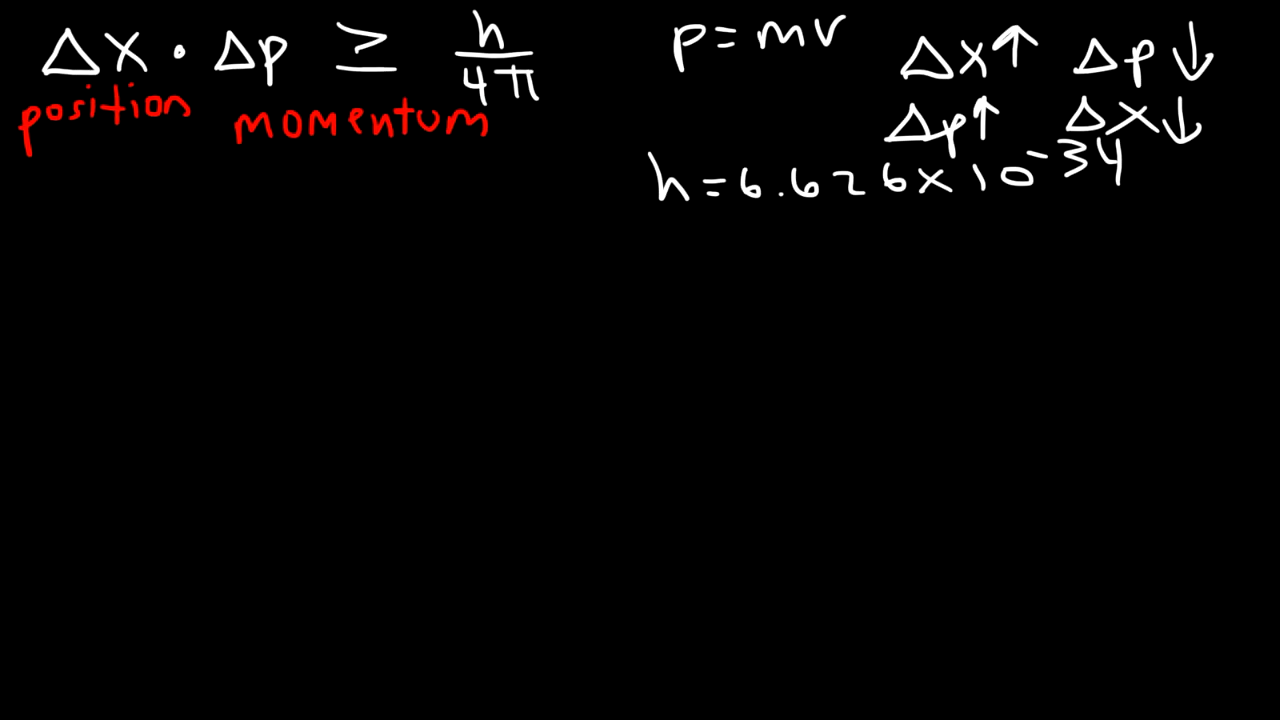 Δx · Δp ≥ h/4π
position momentum
p = mv
Δx↑ Δp↓
Δp↑ Δx↓
h = 6.626 x 10^-34